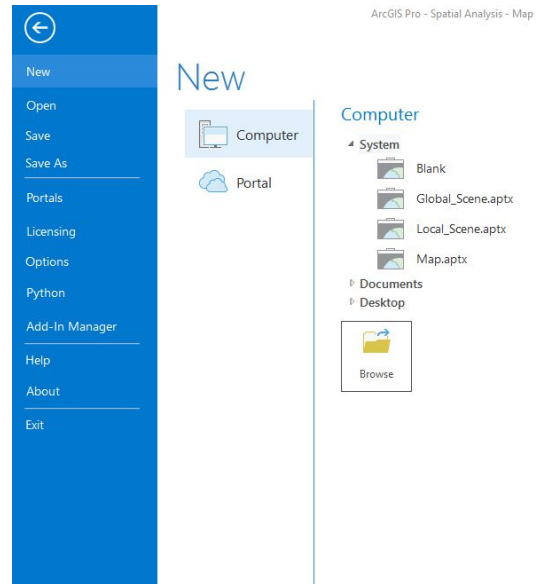 ArcGIS Pro - Spatial Analysis - Map
New
Open
Save
Save As
Portals
Licensing
Options
Python
Add-In Manager
Help
About
Exit
New
Computer
Portal
Computer
System
Blank
Global_Scene.aptx
Local_Scene.aptx
Map.aptx
Documents
Desktop
Browse